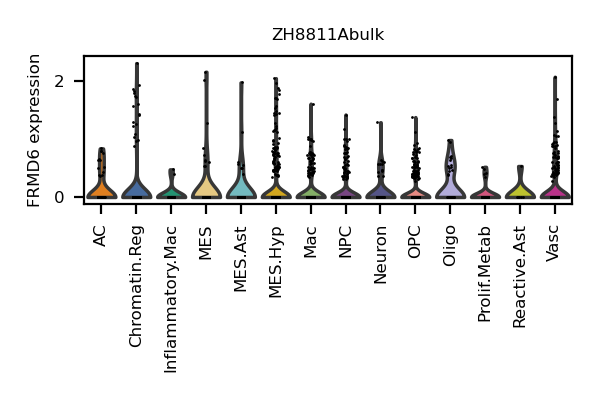 ZH8811Abulk
FRMD6 expression
2
0
AC
Chromatin.Reg
Inflammatory.Mac
MES
MES.Ast
MES.Hyp
Mac
NPC
Neuron
OPC
Oligo
Prolif.Metab
Reactive.Ast
Vasc